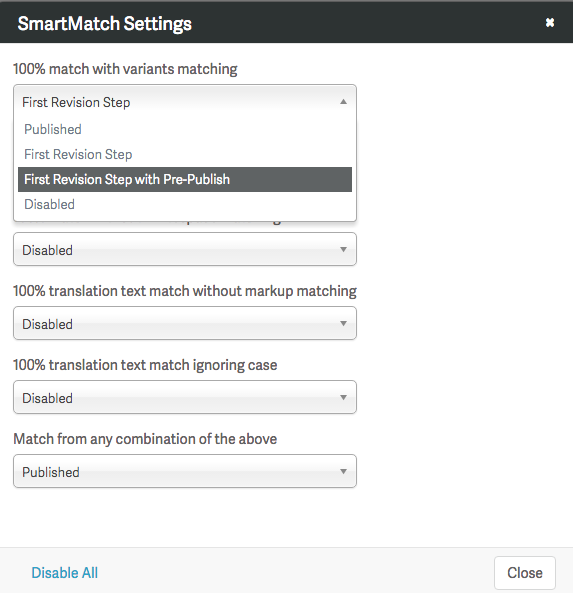 SmartMatch Settings
100% match with variants matching
First Revision Step
Published
First Revision Step
First Revision Step with Pre-Publish
Disabled
Disabled
100% translation text match without markup matching
Disabled
100% translation text match ignoring case
Disabled
Match from any combination of the above
Published
Disable All
Close